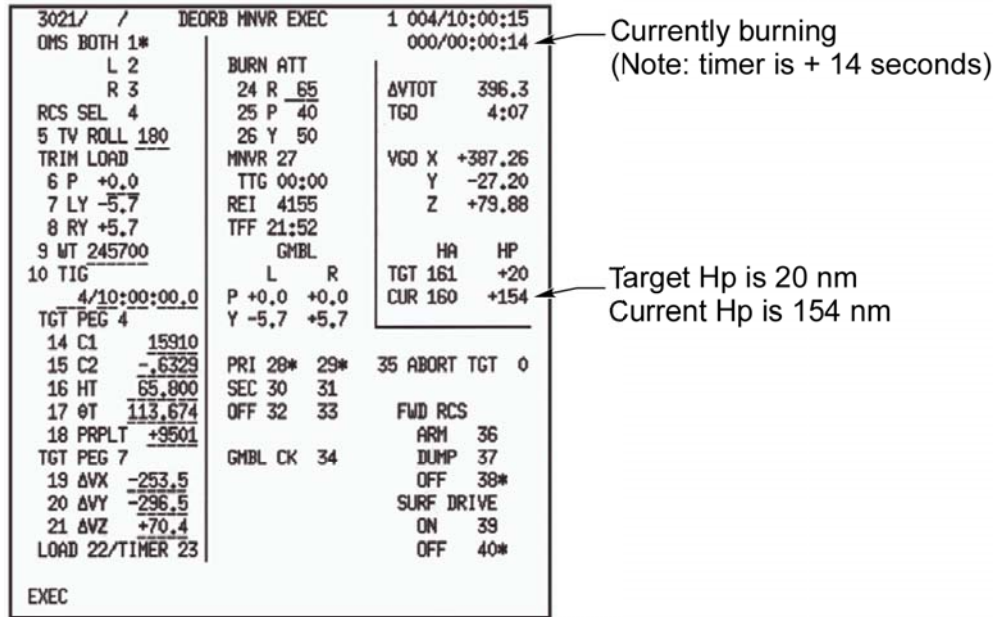 3021/ / DEORB MNVR EXEC 1 004/10:00:15
000/00:00:14
OMS BOTH 1*
L 2
R 3
RCS SEL 4
5 TV ROLL 180
TRIM LOAD
6 P +0.0
7 LY -5.7
8 RY +5.7
9 WT 245700
10 TIG
4/10:00:00.0
TGT PEG 4
14 C1 15910
15 C2 -.6329
16 HT 65.800
17 θT 113.674
18 PRPLT +9501
TGT PEG 7
19 ΔVX -253.5
20 ΔVY -296.5
21 ΔVZ +70.4
LOAD 22/TIMER 23
EXEC
BURN ATT
24 R 65
25 P 40
26 Y 50
MNVR 27
TTG 00:00
REI 4155
TFF 21:52
GMBL
L R
P +0.0 +0.0
Y -5.7 +5.7
PRI 28* 29*
SEC 30 31
OFF 32 33
GMBL CK 34
ΔVTOT 396.3
TGO 4:07
VGO X +387.26
Y -27.20
Z +79.88
HA HP
TGT 161 +20
CUR 160 +154
35 ABORT TGT 0
FWD RCS
ARM 36
DUMP 37
OFF 38*
SURF DRIVE
ON 39
OFF 40*
Currently burning
(Note: timer is + 14 seconds)
Target Hp is 20 nm
Current Hp is 154 nm